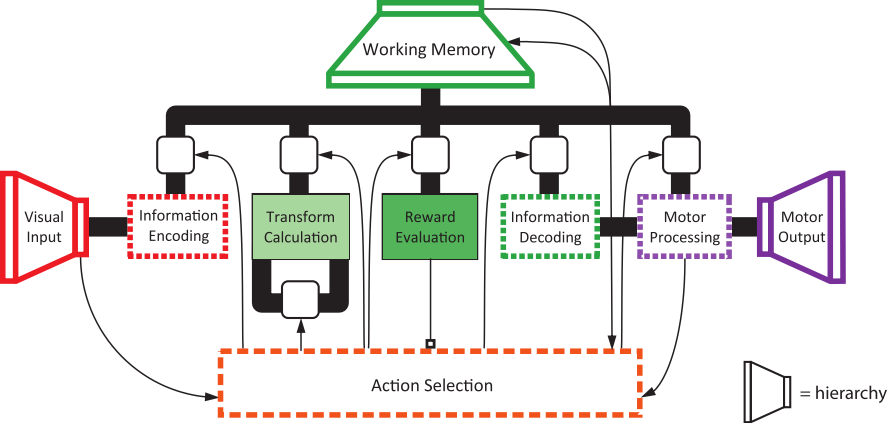 Working Memory
Visual
Input
Information
Encoding
Transform
Calculation
Reward
Evaluation
Information
Decoding
Motor
Processing
Motor
Output
Action Selection
= hierarchy